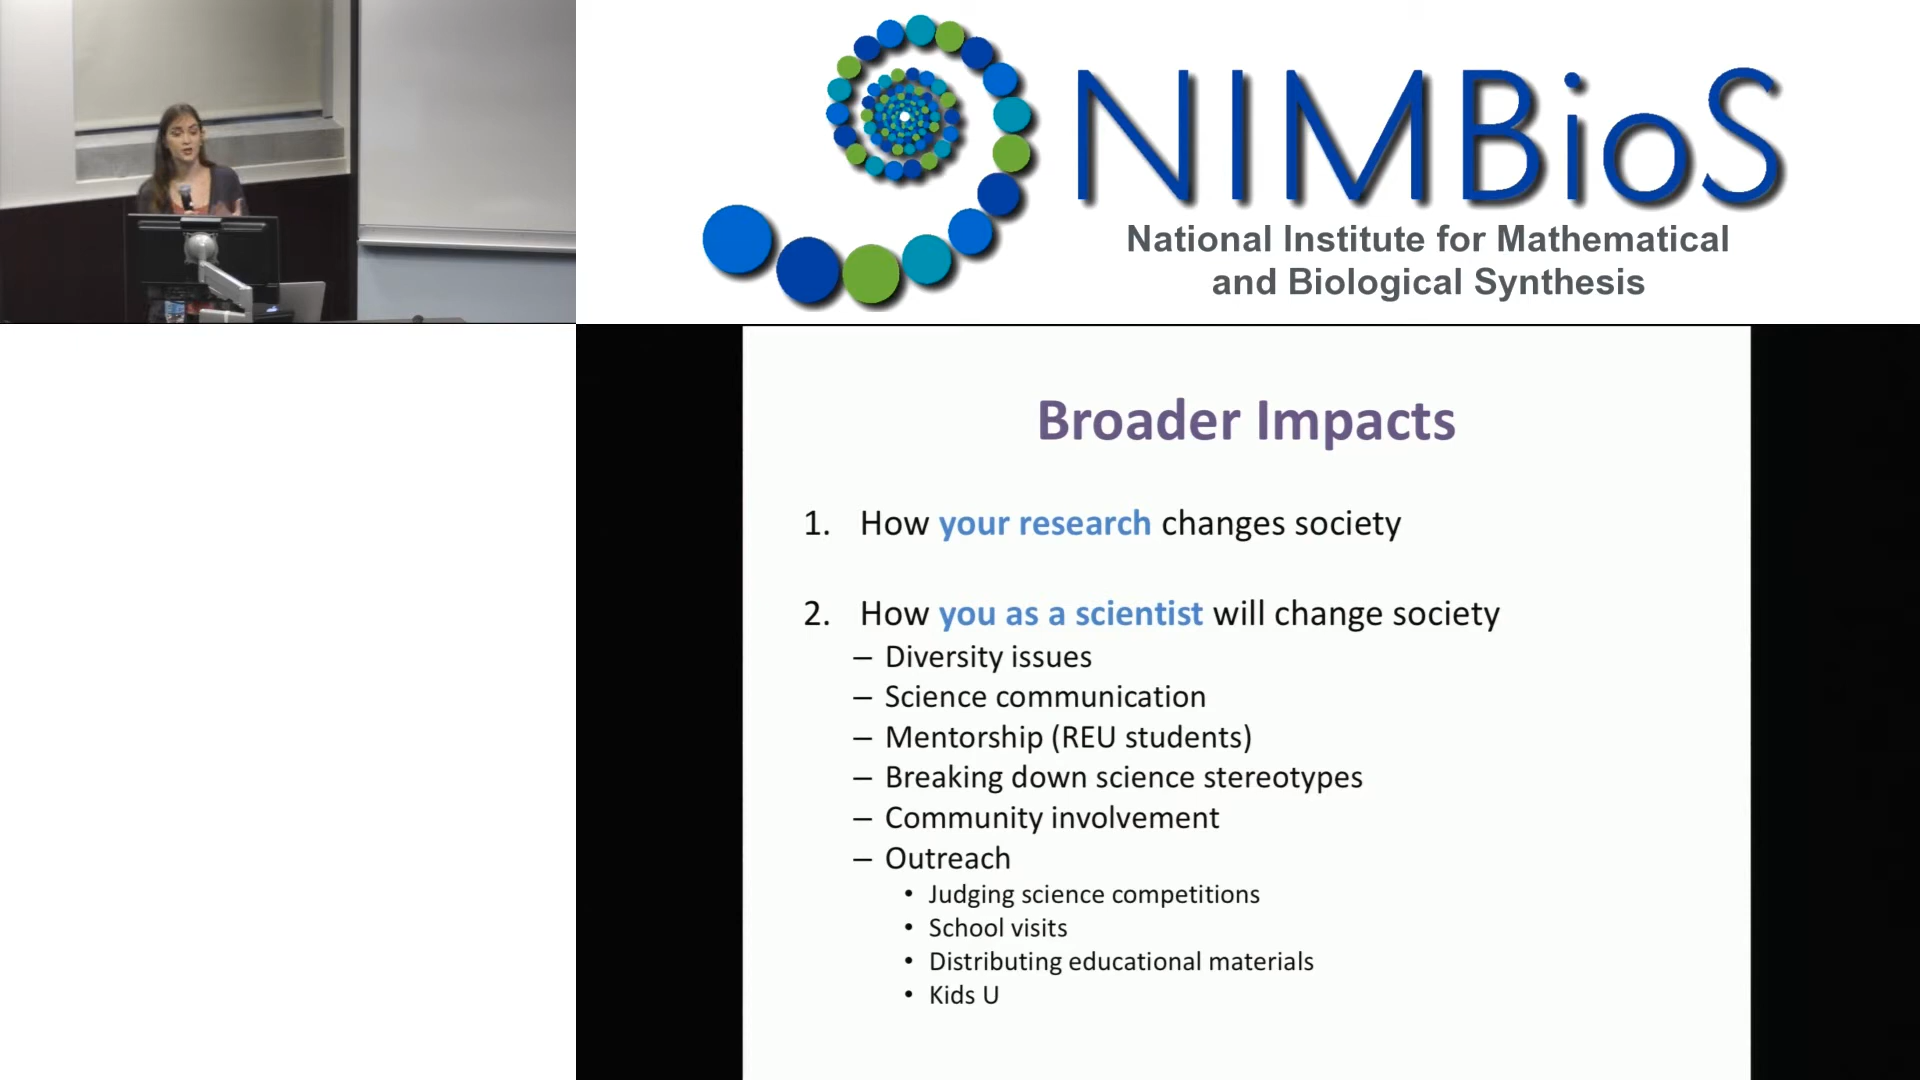 NIMBioS
National Institute for Mathematical
and Biological Synthesis
Broader Impacts
1. How your research changes society
2. How you as a scientist will change society
– Diversity issues
– Science communication
– Mentorship (REU students)
– Breaking down science stereotypes
– Community involvement
– Outreach
• Judging science competitions
• School visits
• Distributing educational materials
• Kids U